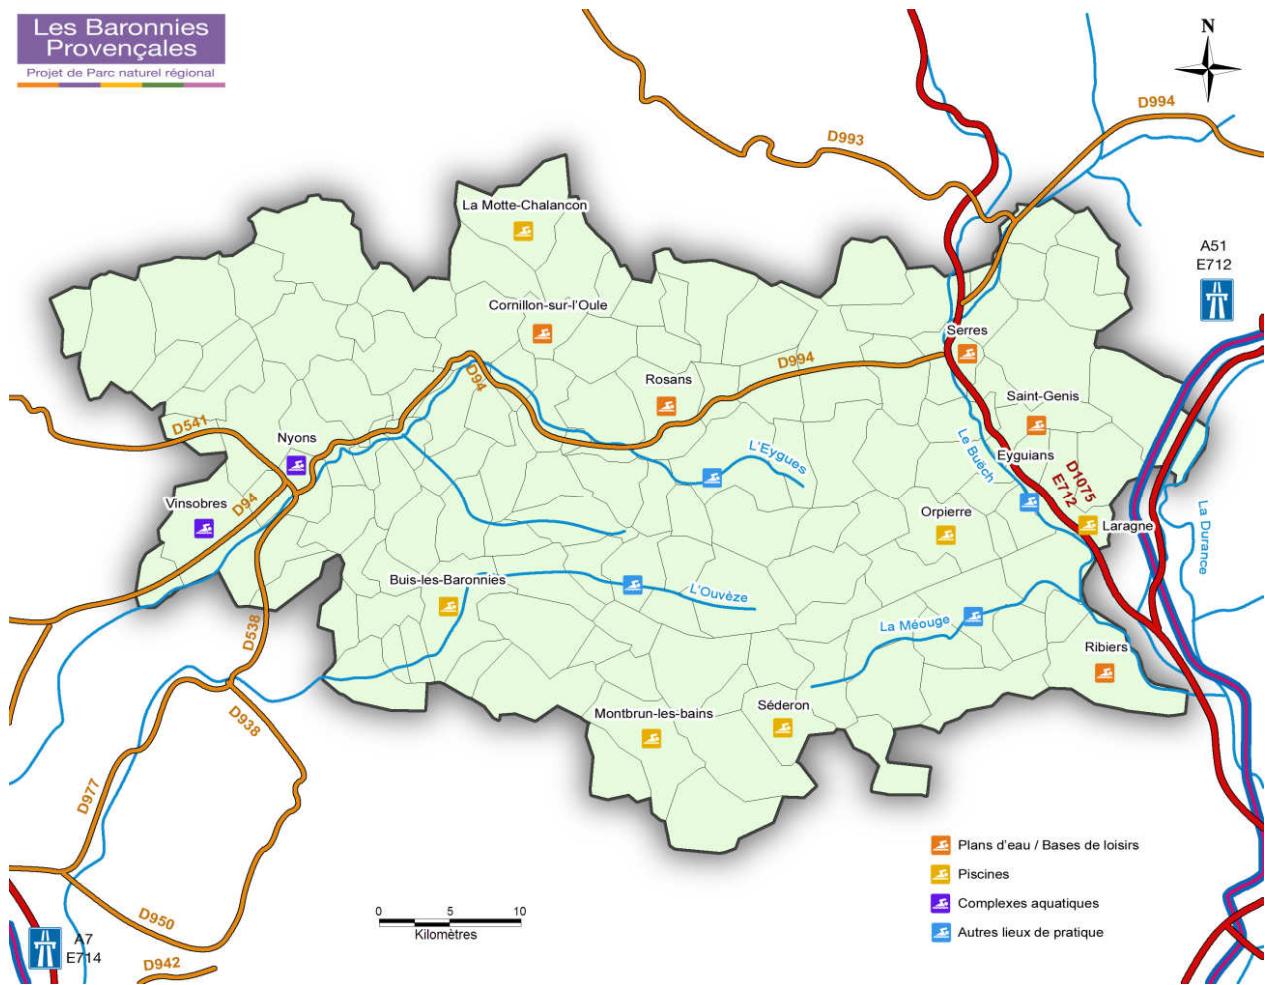 Les Baronnies
Provençales
Projet de Parc naturel régional
N
D994
D993
La Motte-Chalancon
A51
E712
Cornillon-sur-l'Oule
Serres
D994
D94
Rosans
Saint-Genis
D541
Nyons
L'Eygues
Le Buëch
Eyguians
D1075
E712
Vinsobres
D94
Orpierre
Laragne
La Durance
Buis-les-Baronnies
L'Ouvèze
La Méouge
D538
Ribiers
Séderon
Montbrun-les-bains
D938
D977
Plans d'eau / Bases de loisirs
Piscines
Complexes aquatiques
Autres lieux de pratique
0 5 10
Kilomètres
D950
A7
E714
D942